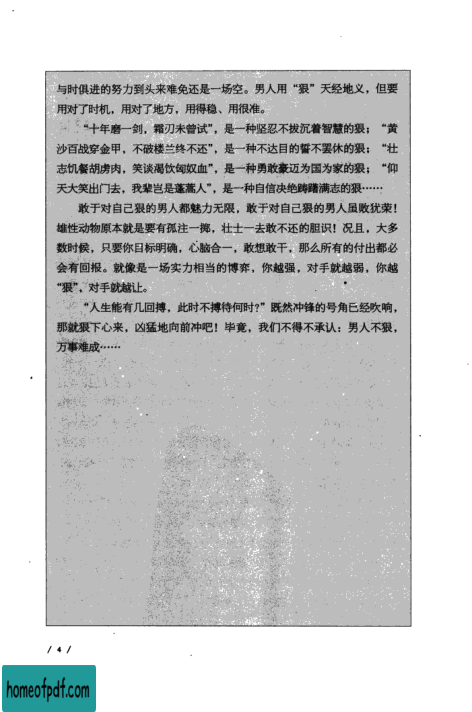 与时俱进的努力到头来难免还是一场空。男人用“狠”天经地义，但要
用对了时机，用对了地方，用得稳、用很准。
“十年磨一剑，霜刃未曾试”，是一种坚忍不拔沉着智慧的狠；“黄
沙百战穿金甲，不破楼兰终不还”，是一种不达目的誓不罢休的狠；“壮
志饥餐胡虏肉，笑谈渴饮匈奴血”，是一种勇敢豪迈为国为家的狠；“仰
天大笑出门去，我辈岂是蓬蒿人”，是一种自信决绝踌躇满志的狠……
敢于对自己狠的男人都魅力无限，敢于对自己狠的男人虽败犹荣！
雄性动物原本就是要有孤注一掷，壮士一去敢不还的胆识！况且，大多
数时候，只要你目标明确，心脑合一，敢想敢干，那么所有的付出都必
会有回报。就像是一场实力相当的博弈，你越强，对手就越弱，你越
“狠”，对手就越让。
“人生能有几回搏，此时不搏待何时？”既然冲锋的号角已经吹响，
那就狠下心来，凶猛地向前冲吧！毕竟，我们不得不承认：男人不狠，
万事难成……
/ 4 /
homeofpdf.com